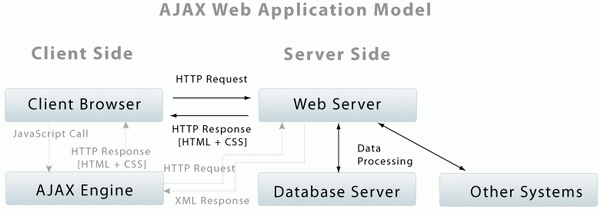 AJAX Web Application Model
Client Side
Server Side
HTTP Request
Client Browser
Web Server
JavaScript Call
HTTP Response
[HTML + CSS]
HTTP Response
[HTML + CSS]
Data
Processing
HTTP Request
AJAX Engine
XML Response
Database Server
Other Systems